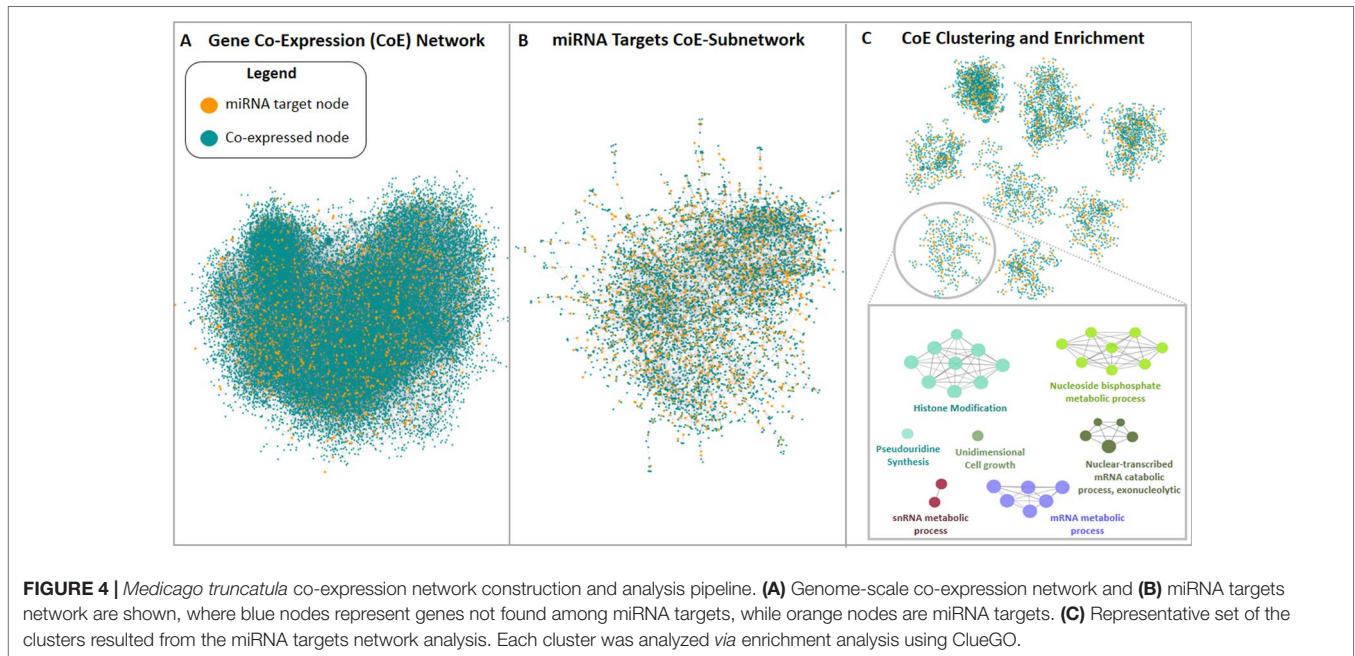 A Gene Co-Expression (CoE) Network
Legend
miRNA target node
Co-expressed node
B miRNA Targets CoE-Subnetwork
C CoE Clustering and Enrichment
Histone Modification
Nucleoside bisphosphate
metabolic process
Pseudouridine
Synthesis
Unidimensional
Cell growth
Nuclear-transcribed
mRNA catabolic
process, exonucleolytic
snRNA metabolic
process
mRNA metabolic
process
FIGURE 4 | Medicago truncatula co-expression network construction and analysis pipeline. (A) Genome-scale co-expression network and (B) miRNA targets
network are shown, where blue nodes represent genes not found among miRNA targets, while orange nodes are miRNA targets. (C) Representative set of the
clusters resulted from the miRNA targets network analysis. Each cluster was analyzed via enrichment analysis using ClueGO.